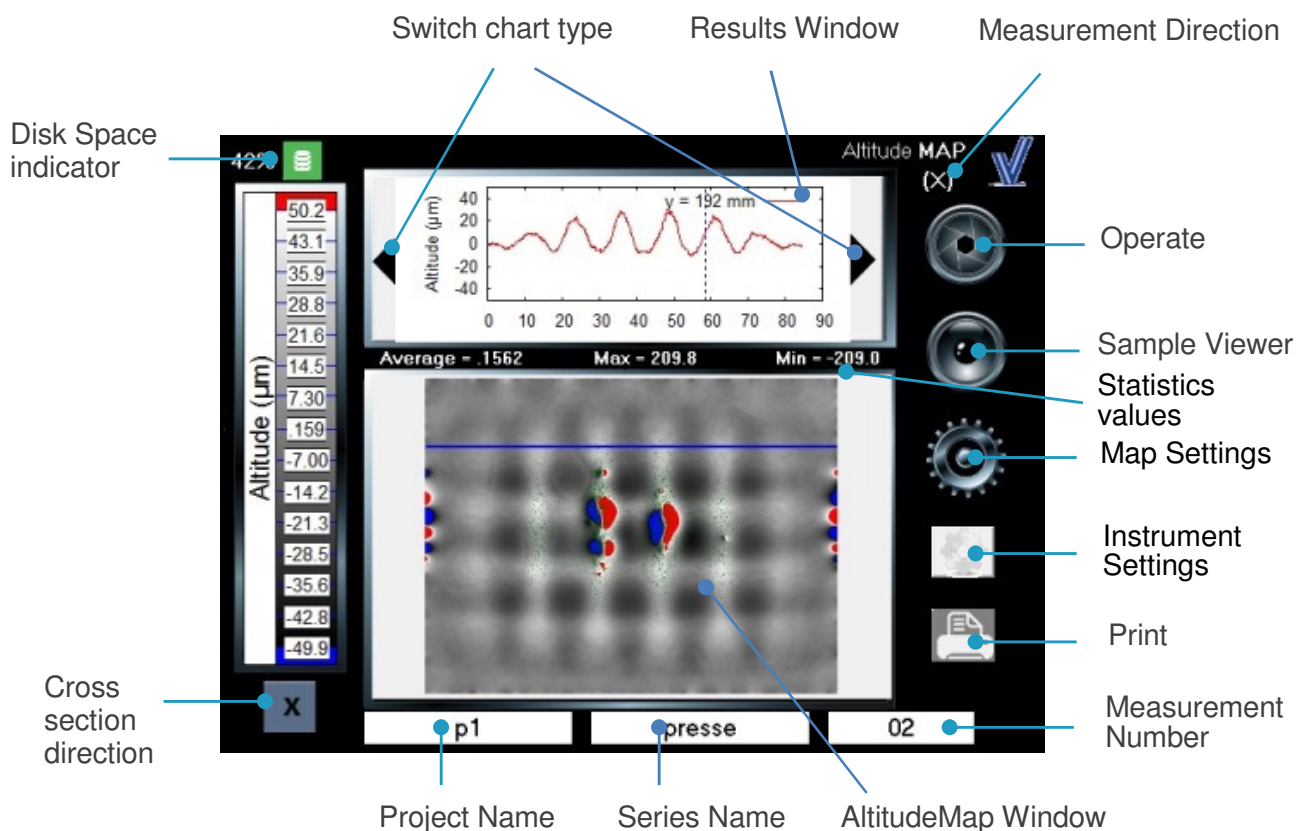 Switch chart type
Results Window
Measurement Direction
Disk Space
indicator
42%
Altitude MAP
(X)
50.2
43.1
35.9
28.8
21.6
14.5
7.30
.159
-7.00
-14.2
-21.3
-28.5
-35.6
-42.8
-49.9
Altitude (µm)
Altitude (µm)
40
20
0
-20
-40
y = 192 mm
0 10 20 30 40 50 60 70 80 90
Average = .1562 Max = 209.8 Min = -209.0
Operate
Sample Viewer
Statistics
values
Map Settings
Instrument
Settings
Print
Measurement
Number
Cross
section
direction
X
p1
presse
02
Project Name
Series Name
AltitudeMap Window